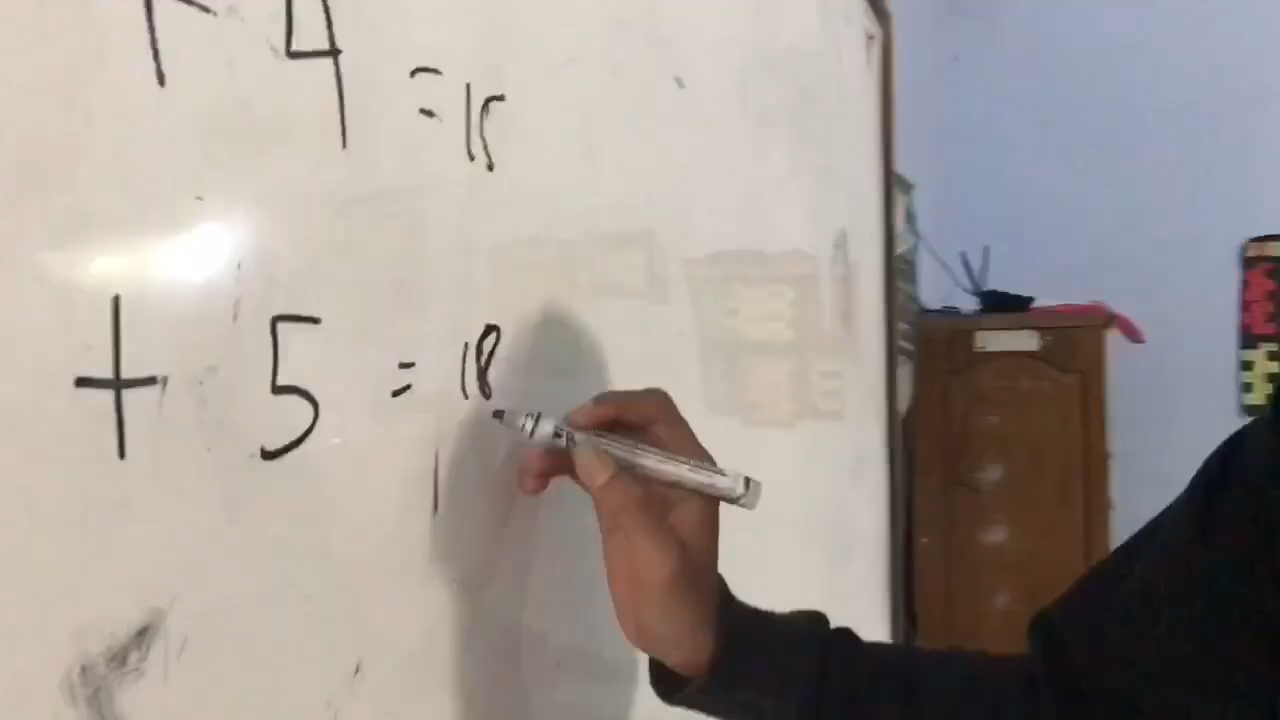 + 4 = 15
+ 5 = 18